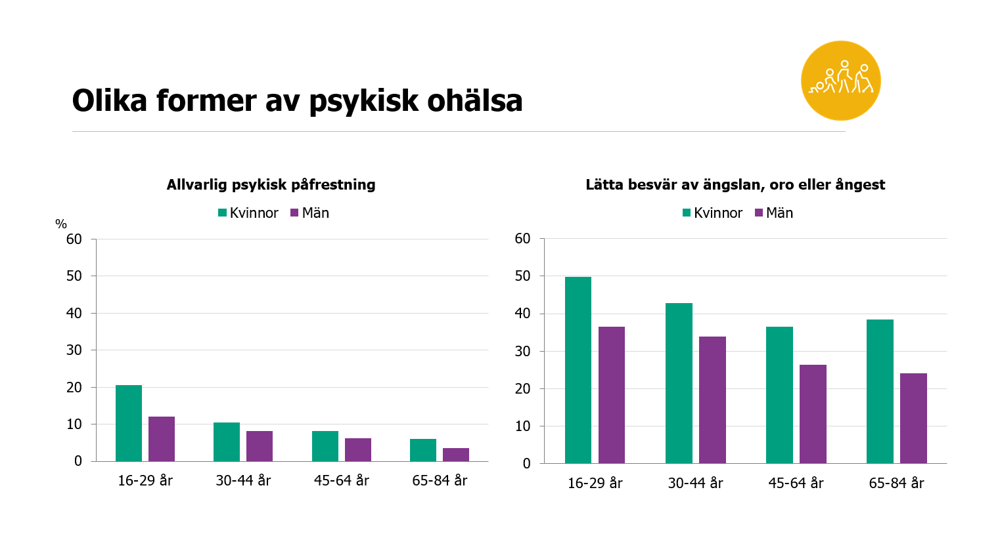 Olika former av psykisk ohälsa
Allvarlig psykisk påfrestning
Kvinnor Män
%
60
50
40
30
20
10
0
16-29 år 30-44 år 45-64 år 65-84 år
Lätta besvär av ängslan, oro eller ångest
Kvinnor Män
60
50
40
30
20
10
0
16-29 år 30-44 år 45-64 år 65-84 år